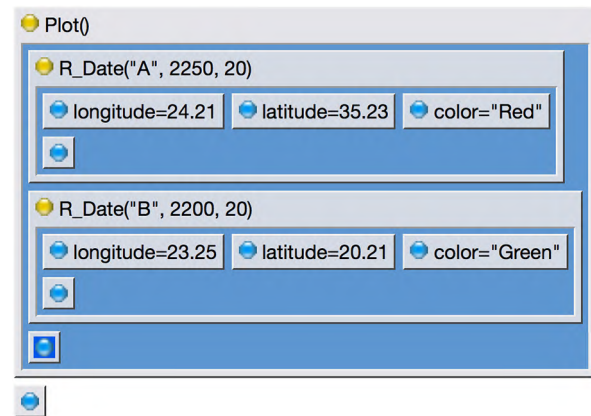 Plot()
R_Date("A", 2250, 20)
longitude=24.21 latitude=35.23 color="Red"
R_Date("B", 2200, 20)
longitude=23.25 latitude=20.21 color="Green"